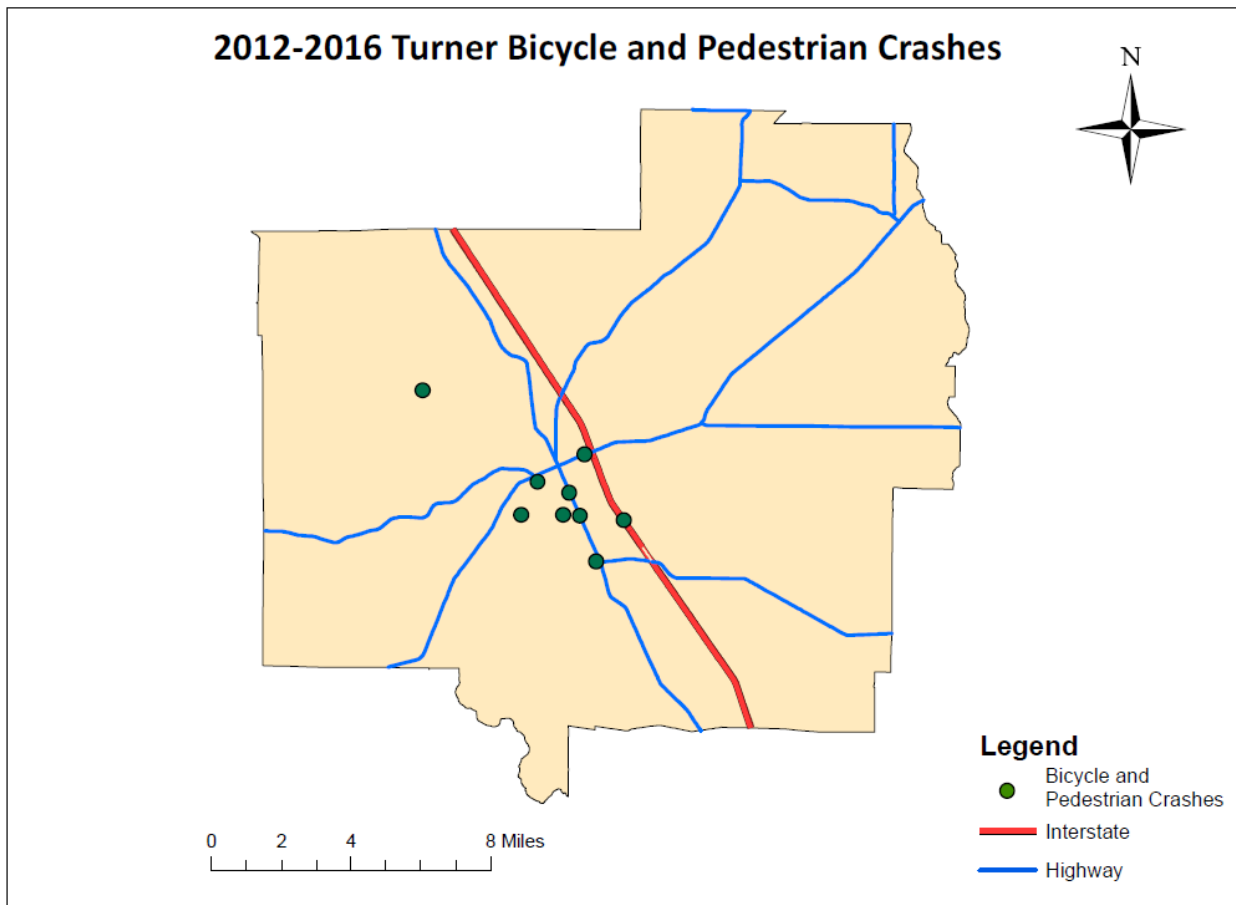 2012-2016 Turner Bicycle and Pedestrian Crashes
N
Legend
Bicycle and
Pedestrian Crashes
Interstate
Highway
0 2 4 8 Miles